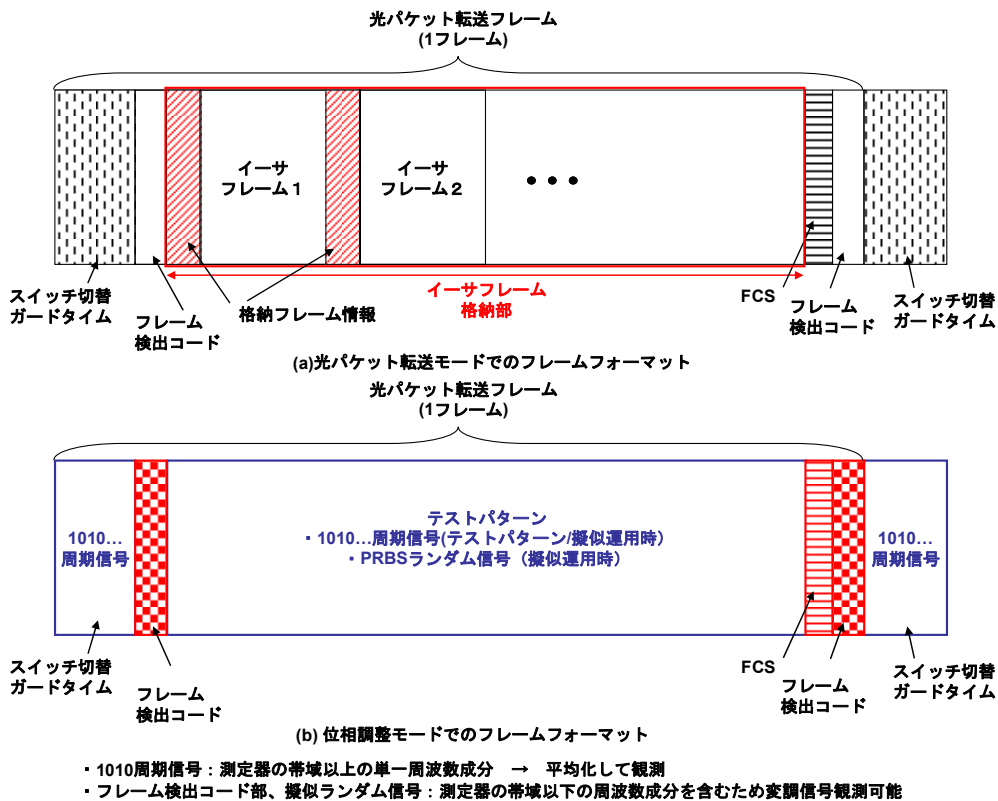 光パケット転送フレーム
(1フレーム)
イーサ
フレーム１
イーサ
フレーム２
•••
スイッチ切替
ガードタイム
フレーム
検出コード
格納フレーム情報
イーサフレーム
格納部
FCS
フレーム
検出コード
スイッチ切替
ガードタイム
(a)光パケット転送モードでのフレームフォーマット
光パケット転送フレーム
(1フレーム)
1010…
周期信号
テストパターン
・1010…周期信号(テストパターン/擬似運用時）
・PRBSランダム信号（擬似運用時）
1010…
周期信号
スイッチ切替
ガードタイム
フレーム
検出コード
FCS
フレーム
検出コード
スイッチ切替
ガードタイム
(b) 位相調整モードでのフレームフォーマット
・1010周期信号：測定器の帯域以上の単一周波数成分　→　平均化して観測
・フレーム検出コード部、擬似ランダム信号：測定器の帯域以下の周波数成分を含むため変調信号観測可能